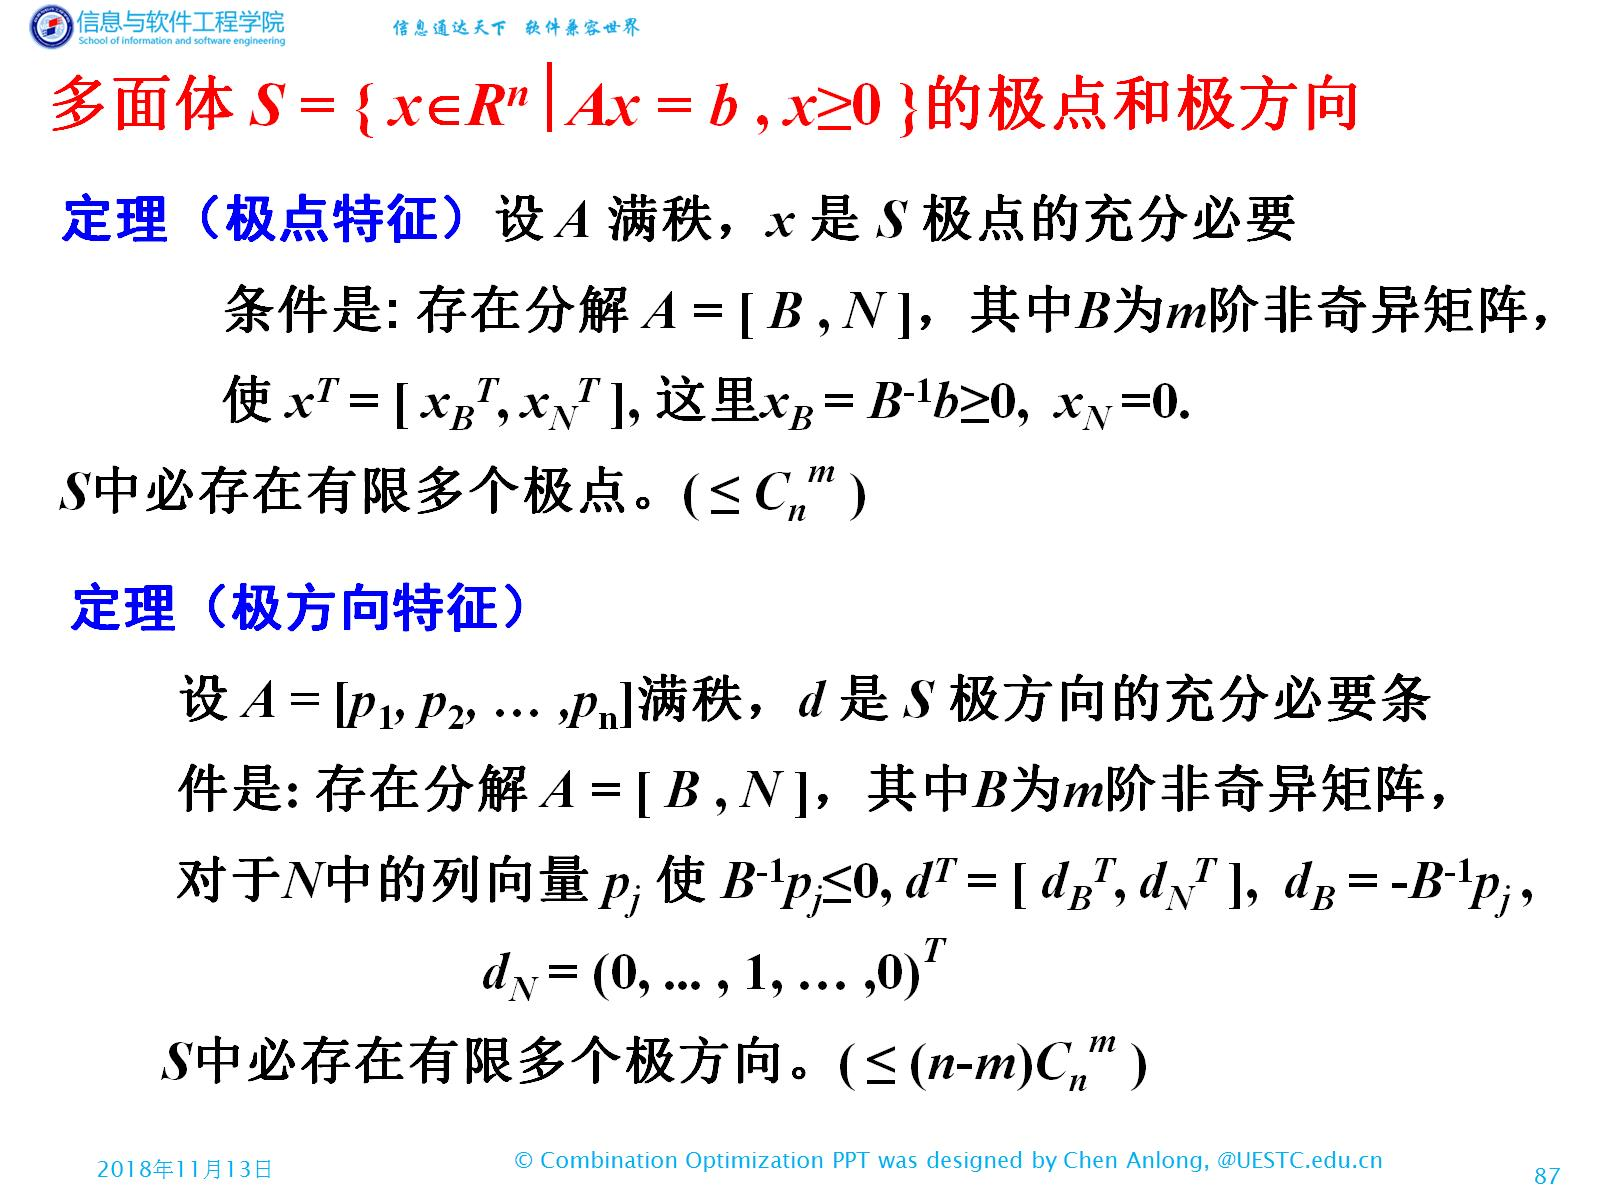 信息与软件工程学院
School of information and software engineering
信息通达天下 软件兼容世界
多面体 S = { x∈Rⁿ│Ax = b , x≥0 }的极点和极方向
定理（极点特征）设 A 满秩，x 是 S 极点的充分必要
条件是: 存在分解 A = [ B , N ]，其中B为m阶非奇异矩阵，
使 x^T = [ x_B^T, x_N^T ], 这里x_B = B^-1b≥0, x_N =0.
S中必存在有限多个极点。( ≤ C_n^m )
定理（极方向特征）
设 A = [p_1, p_2, … ,p_n]满秩，d 是 S 极方向的充分必要条
件是: 存在分解 A = [ B , N ]，其中B为m阶非奇异矩阵，
对于N中的列向量 p_j 使 B^-1p_j≤0, d^T = [ d_B^T, d_N^T ], d_B = -B^-1p_j ,
d_N = (0, ... , 1, … ,0)^T
S中必存在有限多个极方向。( ≤ (n-m)C_n^m )
2018年11月13日
© Combination Optimization PPT was designed by Chen Anlong, @UESTC.edu.cn
87